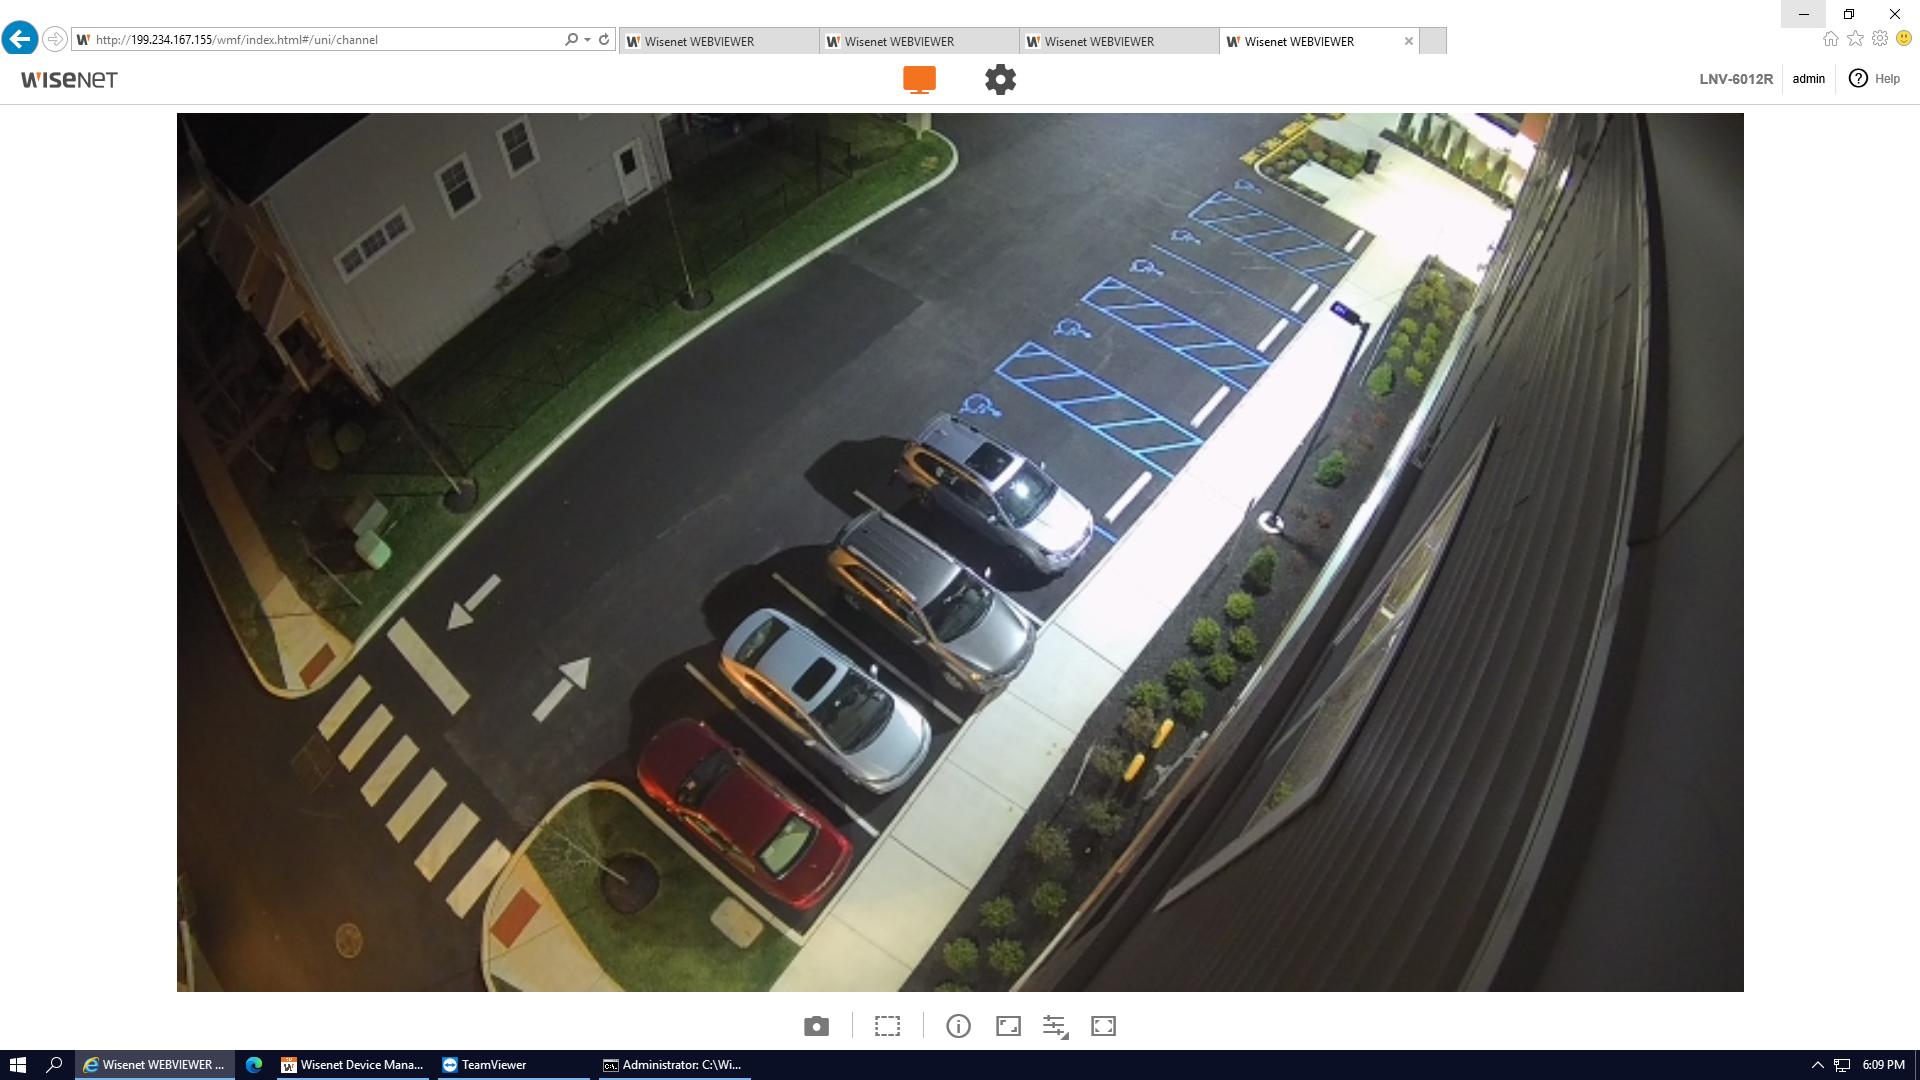 http://199.234.167.155/wmf/index.html#/uni/channel
Wisenet WEBVIEWER
Wisenet WEBVIEWER
Wisenet WEBVIEWER
Wisenet WEBVIEWER
WISENET
LNV-6012R
admin
Help
Wisenet WEBVIEWER ...
Wisenet Device Mana...
TeamViewer
Administrator: C:\Wi...
6:09 PM